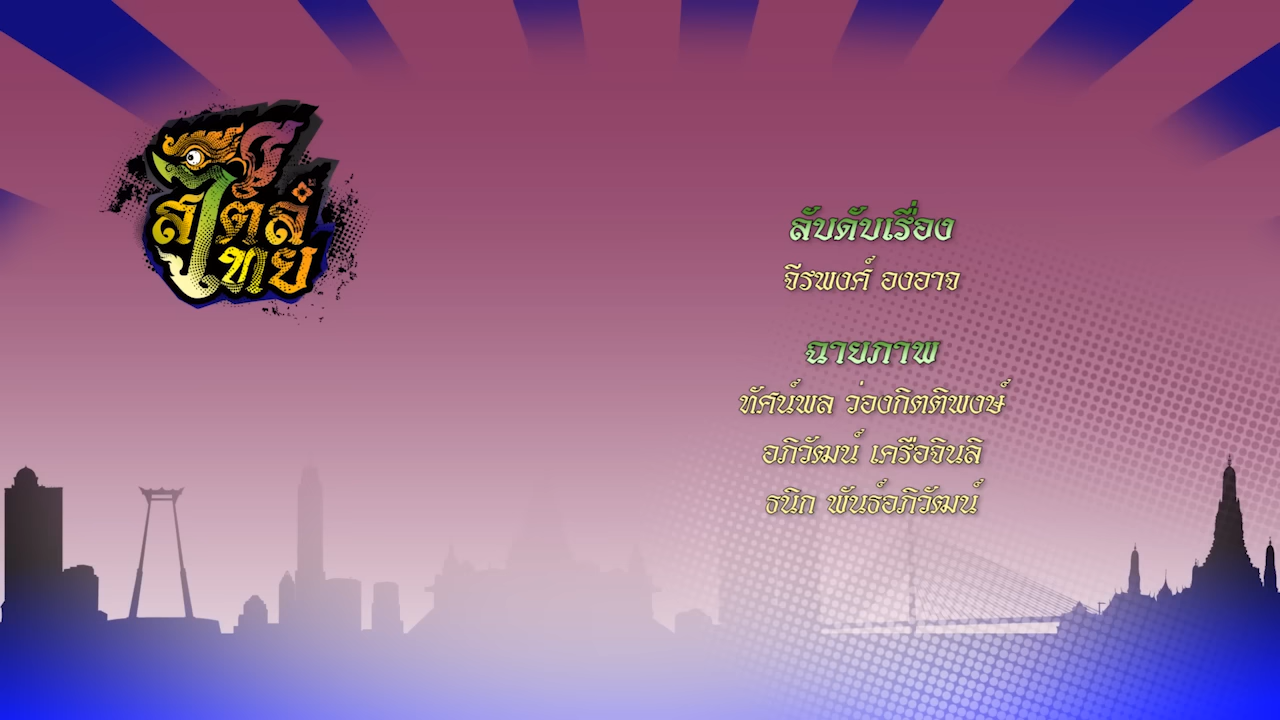 สไตล์
ไทย
ลับดับเรื่อง
จีรพงศ์ องอาจ
ฉายภาพ
ทัศน์พล ว่องกิตติพงษ์
อภิวัฒน์ เครือจินลิ
ธนิก พันธ์อภิวัฒน์